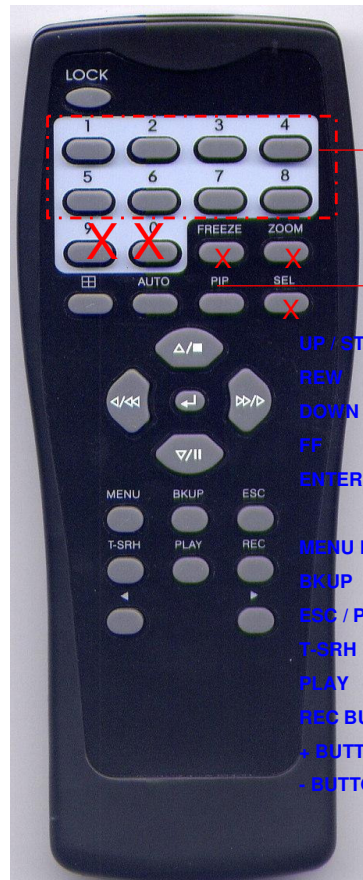 LOCK
1 2 3 4
5 6 7 8
9 0 FREEZE ZOOM
X X X X
AUTO PIP SEL
X
UP / ST
REW
DOWN
FF
ENTER
MENU BKUP ESC
T-SRH PLAY REC
MENU
BKUP
ESC / P
T-SRH
PLAY
REC BU
+ BUTT
- BUTTO